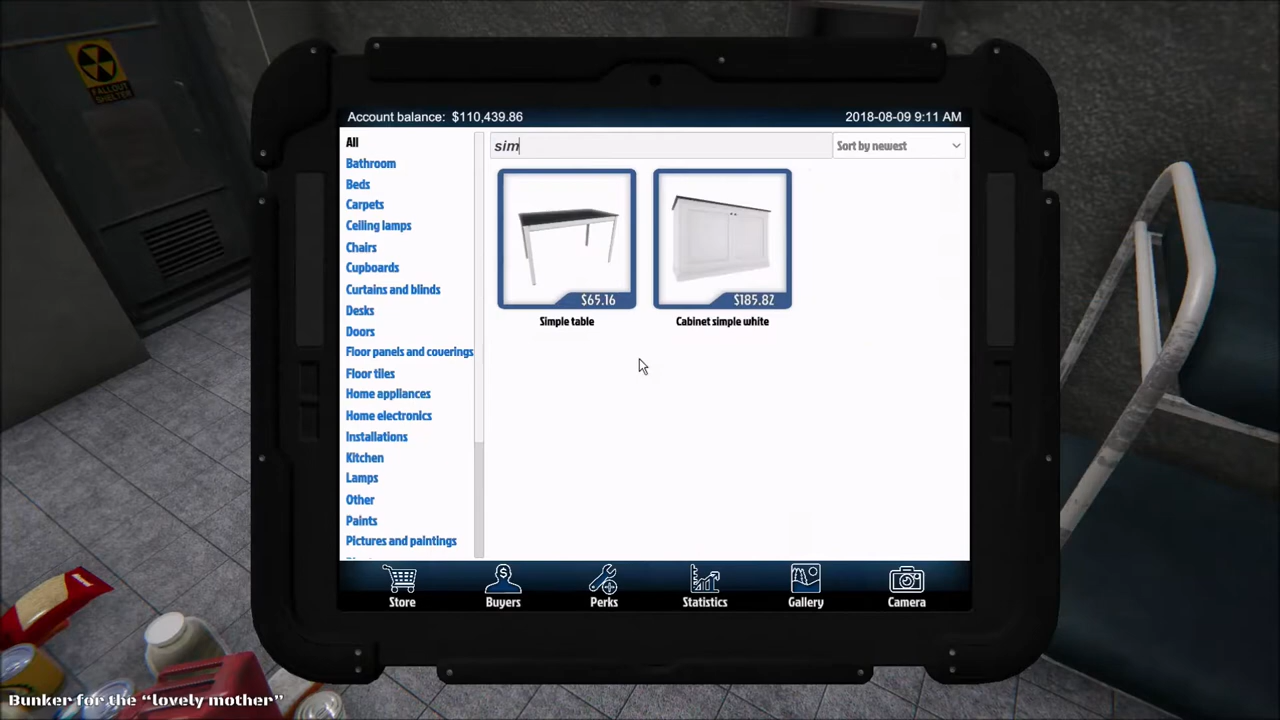 FALLOUT SHELTER
Account balance: $110,439.86
2018-08-09 9:11 AM
All
Bathroom
Beds
Carpets
Ceiling lamps
Chairs
Cupboards
Curtains and blinds
Desks
Doors
Floor panels and coverings
Floor tiles
Home appliances
Home electronics
Installations
Kitchen
Lamps
Other
Paints
Pictures and paintings
sim
Sort by newest
$65.16
Simple table
$185.82
Cabinet simple white
Store
Buyers
Perks
Statistics
Gallery
Camera
Bunker for the “lovely mother”